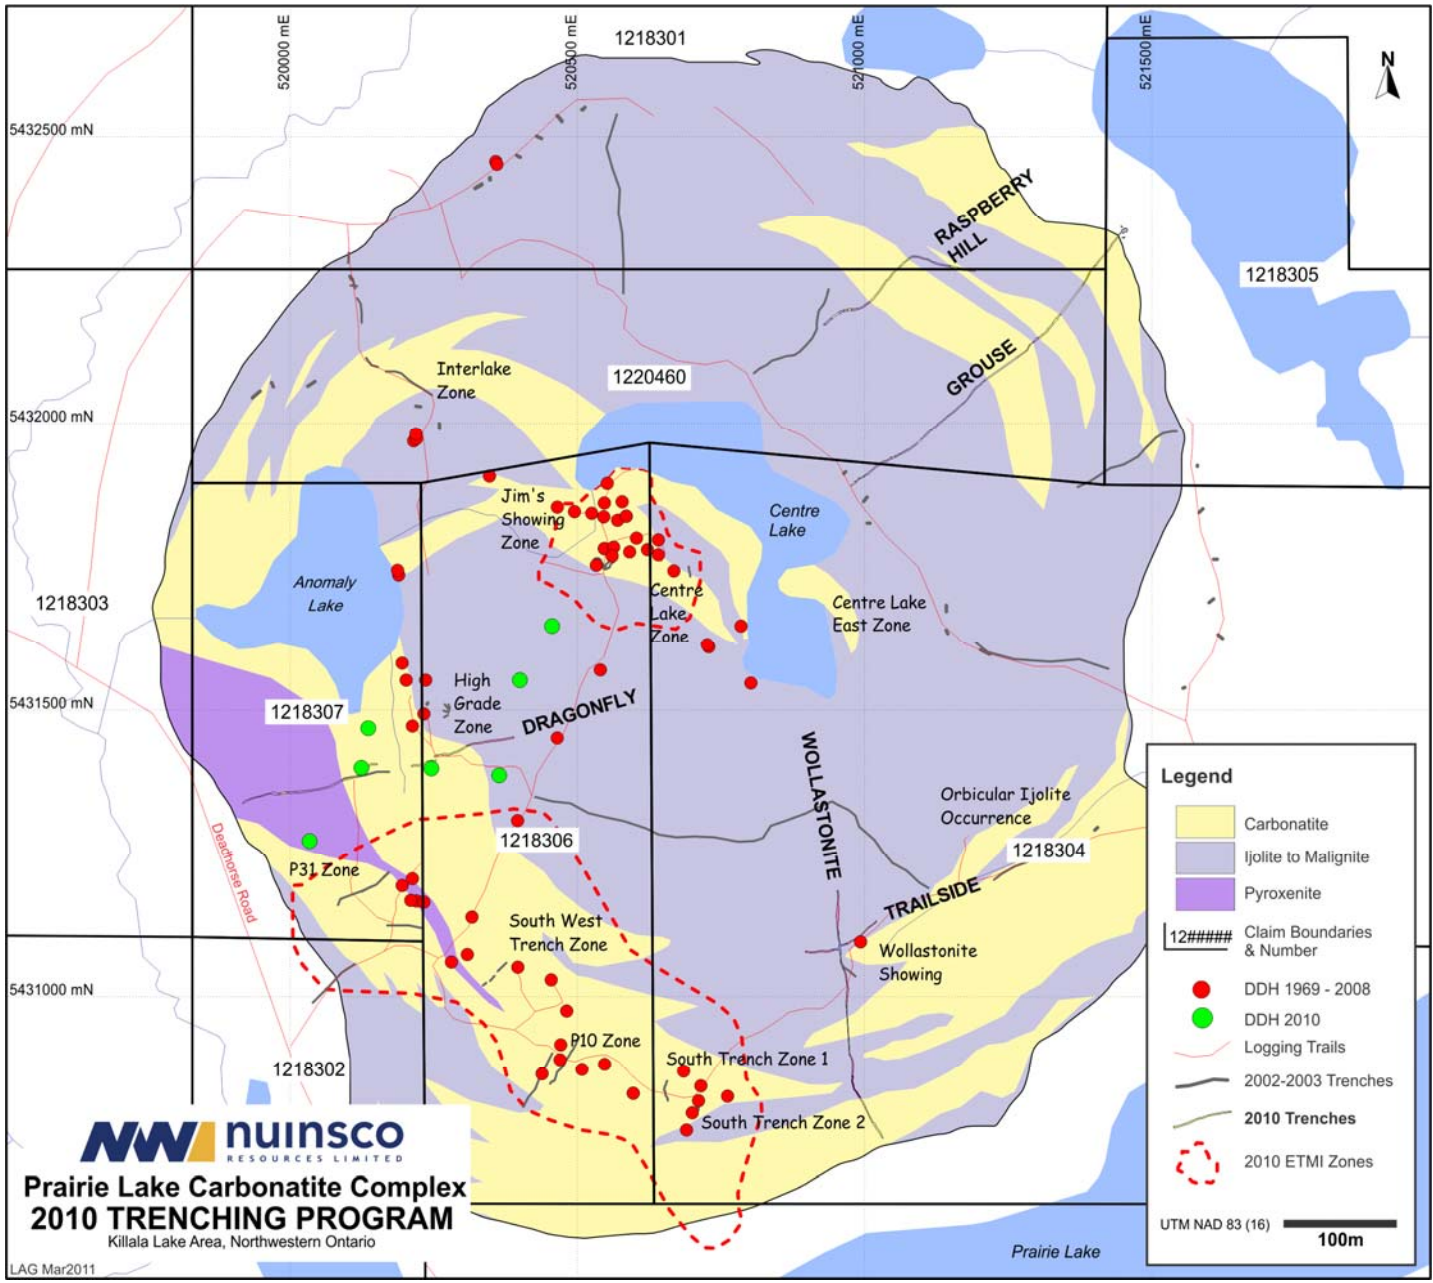 520000 mE
520500 mE
521000 mE
521500 mE
1218301
N
5432500 mN
RASPBERRY
HILL
1218305
GROUSE
Interlake
Zone
1220460
5432000 mN
Jim's
Showing
Zone
Centre
Lake
Anomaly
Lake
1218303
Centre
Lake
Zone
Centre Lake
East Zone
High
Grade
Zone
1218307
DRAGONFLY
5431500 mN
WOLLASTONITE
Orbicular Ijolite
Occurrence
1218304
1218306
Deadhorse Road
P31 Zone
TRAILSIDE
South West
Trench Zone
Wollastonite
Showing
5431000 mN
P10 Zone
South Trench Zone 1
1218302
South Trench Zone 2
Legend
Carbonatite
Ijolite to Malignite
Pyroxenite
12#####
Claim Boundaries
& Number
DDH 1969 - 2008
DDH 2010
Logging Trails
2002-2003 Trenches
2010 Trenches
2010 ETMI Zones
UTM NAD 83 (16)
100m
NW nuinsco
RESOURCES LIMITED
Prairie Lake Carbonatite Complex
2010 TRENCHING PROGRAM
Killala Lake Area, Northwestern Ontario
Prairie Lake
LAG Mar2011